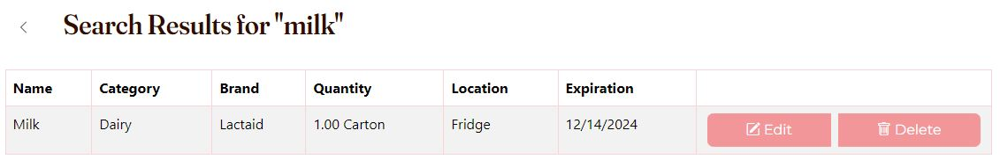 Search Results for "milk"
Name Category Brand Quantity Location Expiration
Milk Dairy Lactaid 1.00 Carton Fridge 12/14/2024 Edit Delete